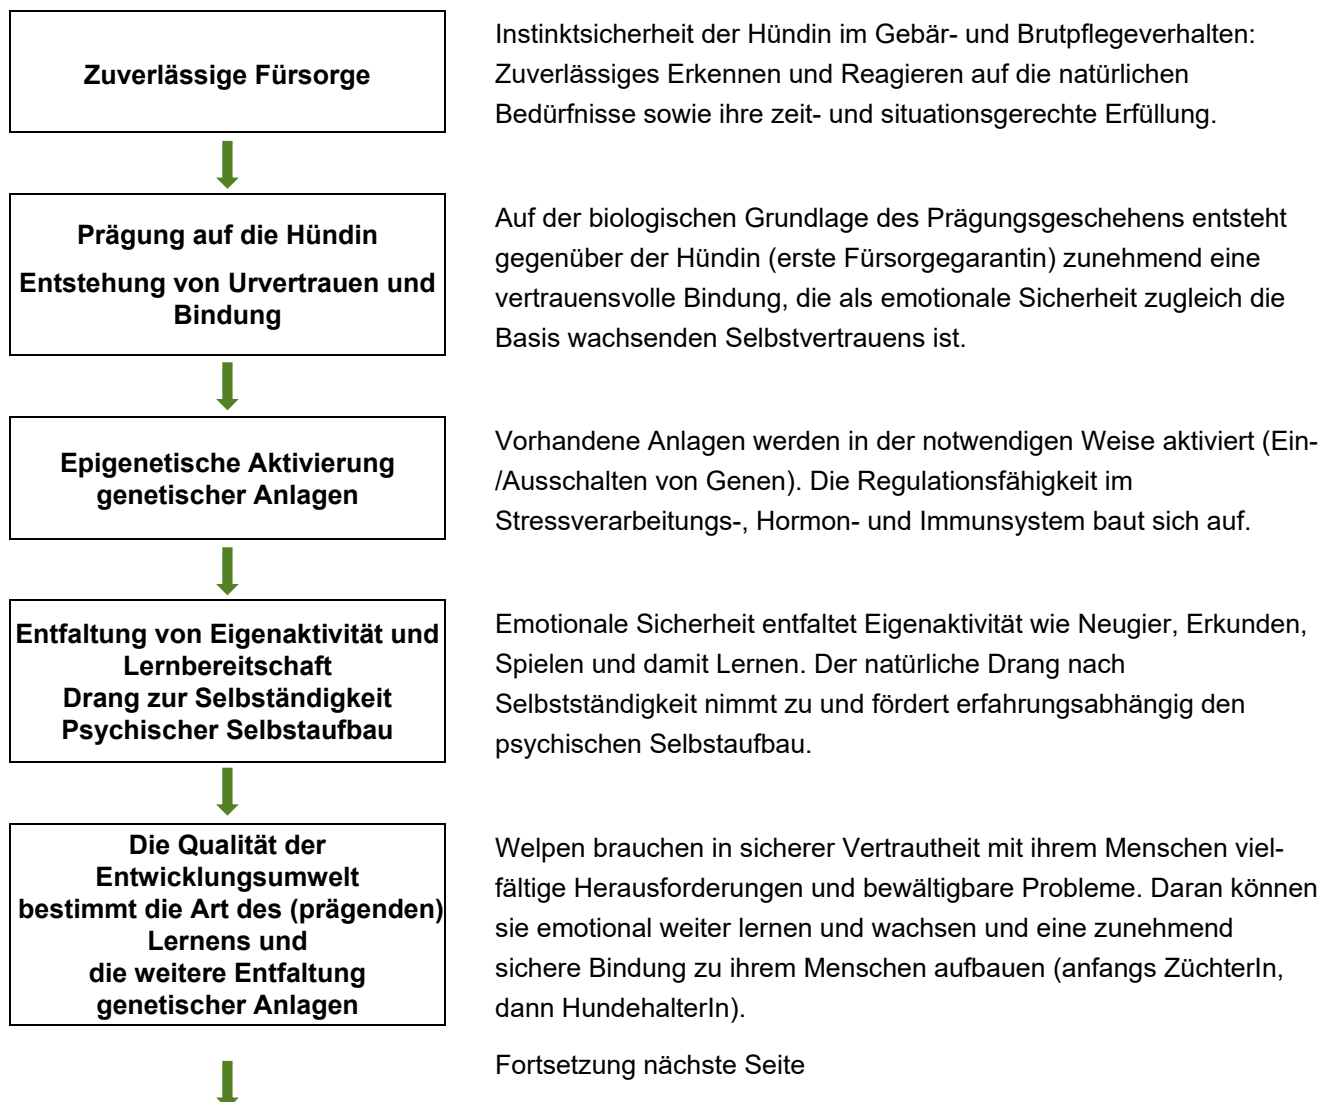 Zuverlässige Fürsorge
Instinktsicherheit der Hündin im Gebär- und Brutpflegeverhalten:
Zuverlässiges Erkennen und Reagieren auf die natürlichen
Bedürfnisse sowie ihre zeit- und situationsgerechte Erfüllung.
Prägung auf die Hündin
Entstehung von Urvertrauen und
Bindung
Auf der biologischen Grundlage des Prägungsgeschehens entsteht
gegenüber der Hündin (erste Fürsorgegarantin) zunehmend eine
vertrauensvolle Bindung, die als emotionale Sicherheit zugleich die
Basis wachsenden Selbstvertrauens ist.
Epigenetische Aktivierung
genetischer Anlagen
Vorhandene Anlagen werden in der notwendigen Weise aktiviert (Ein-
/Ausschalten von Genen). Die Regulationsfähigkeit im
Stressverarbeitungs-, Hormon- und Immunsystem baut sich auf.
Entfaltung von Eigenaktivität und
Lernbereitschaft
Drang zur Selbständigkeit
Psychischer Selbstaufbau
Emotionale Sicherheit entfaltet Eigenaktivität wie Neugier, Erkunden,
Spielen und damit Lernen. Der natürliche Drang nach
Selbstständigkeit nimmt zu und fördert erfahrungsabhängig den
psychischen Selbstaufbau.
Die Qualität der
Entwicklungsumwelt
bestimmt die Art des (prägenden)
Lernens und
die weitere Entfaltung
genetischer Anlagen
Welpen brauchen in sicherer Vertrautheit mit ihrem Menschen viel-
fältige Herausforderungen und bewältigbare Probleme. Daran können
sie emotional weiter lernen und wachsen und eine zunehmend
sichere Bindung zu ihrem Menschen aufbauen (anfangs ZüchterIn,
dann HundehalterIn).
Fortsetzung nächste Seite